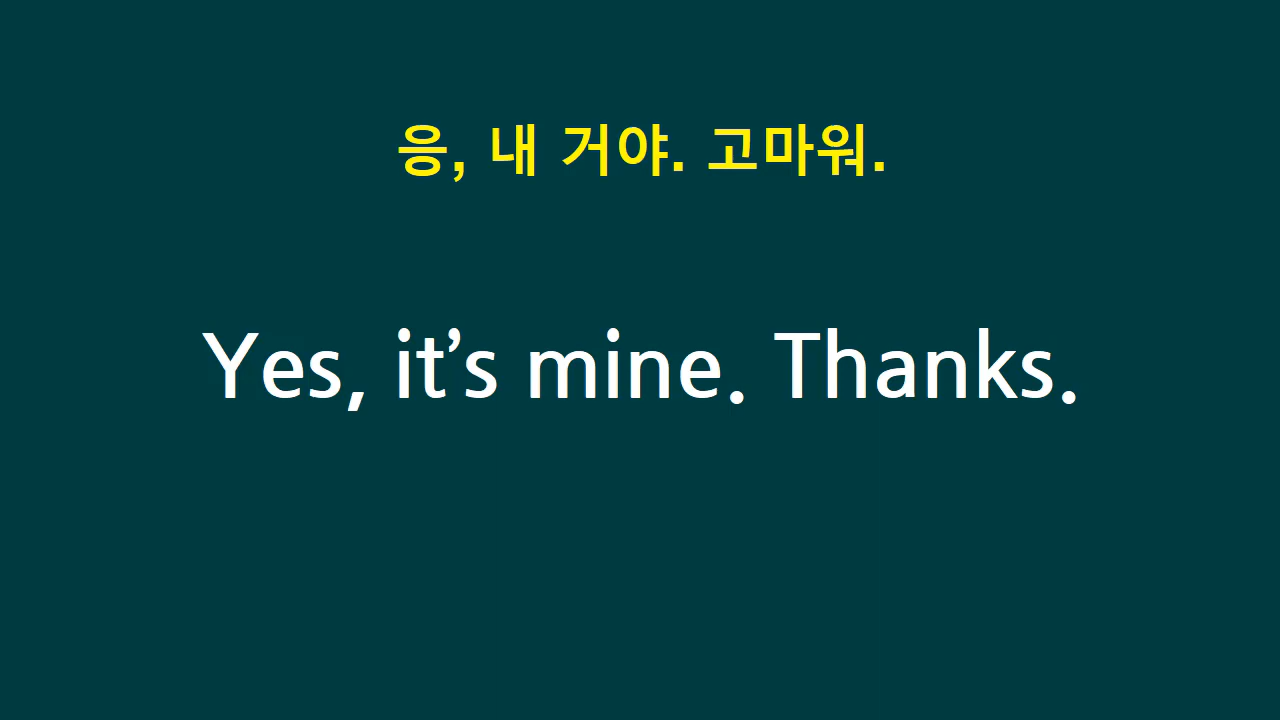 응, 내 거야. 고마워.
Yes, it’s mine. Thanks.